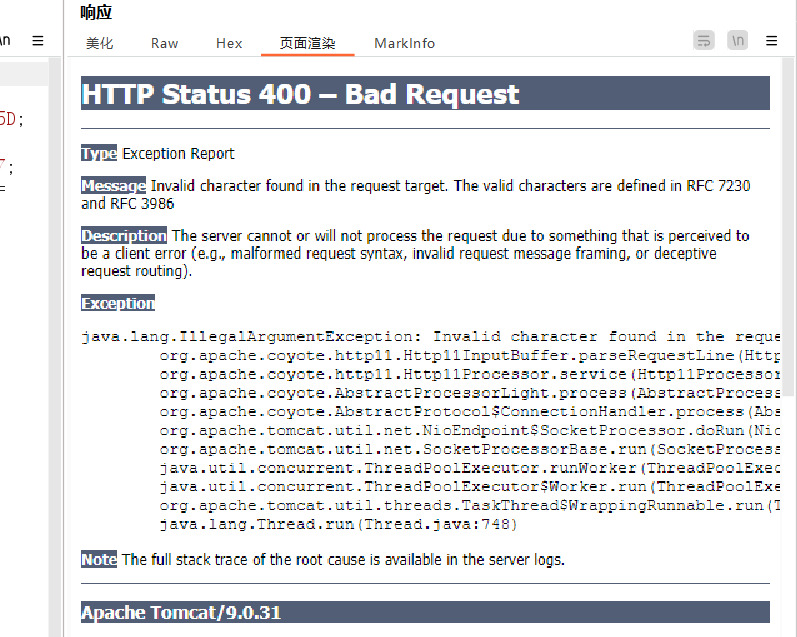 响应
\n
美化 Raw Hex 页面渲染 MarkInfo \n
HTTP Status 400 – Bad Request
5D;
Type Exception Report
7;
Message Invalid character found in the request target. The valid characters are defined in RFC 7230
=
and RFC 3986
Description The server cannot or will not process the request due to something that is perceived to
be a client error (e.g., malformed request syntax, invalid request message framing, or deceptive
request routing).
Exception
java.lang.IllegalArgumentException: Invalid character found in the reque
org.apache.coyote.http11.Http11InputBuffer.parseRequestLine(Http
org.apache.coyote.http11.Http11Processor.service(Http11Processor
org.apache.coyote.AbstractProcessorLight.process(AbstractProcess
org.apache.coyote.AbstractProtocol$ConnectionHandler.process(Abs
org.apache.tomcat.util.net.NioEndpoint$SocketProcessor.doRun(Nio
org.apache.tomcat.util.net.SocketProcessorBase.run(SocketProcess
java.util.concurrent.ThreadPoolExecutor.runWorker(ThreadPoolExec
java.util.concurrent.ThreadPoolExecutor$Worker.run(ThreadPoolExe
org.apache.tomcat.util.threads.TaskThread$WrappingRunnable.run(T
java.lang.Thread.run(Thread.java:748)
Note The full stack trace of the root cause is available in the server logs.
Apache Tomcat/9.0.31